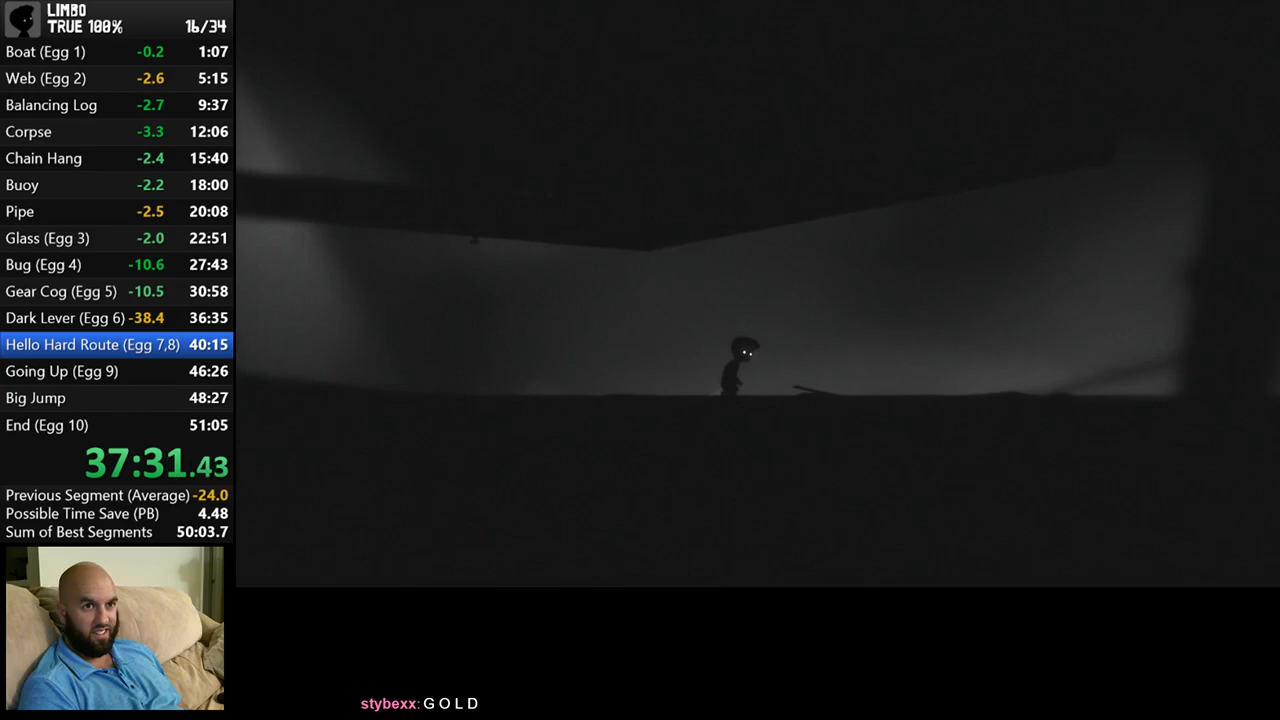 LIMBO
TRUE 100% 16/34
Boat (Egg 1) -0.2 1:07
Web (Egg 2) -2.6 5:15
Balancing Log -2.7 9:37
Corpse -3.3 12:06
Chain Hang -2.4 15:40
Buoy -2.2 18:00
Pipe -2.5 20:08
Glass (Egg 3) -2.0 22:51
Bug (Egg 4) -10.6 27:43
Gear Cog (Egg 5) -10.5 30:58
Dark Lever (Egg 6) -38.4 36:35
Hello Hard Route (Egg 7,8) 40:15
Going Up (Egg 9) 46:26
Big Jump 48:27
End (Egg 10) 51:05
37:31.43
Previous Segment (Average) -24.0
Possible Time Save (PB) 4.48
Sum of Best Segments 50:03.7
stybexx: G O L D